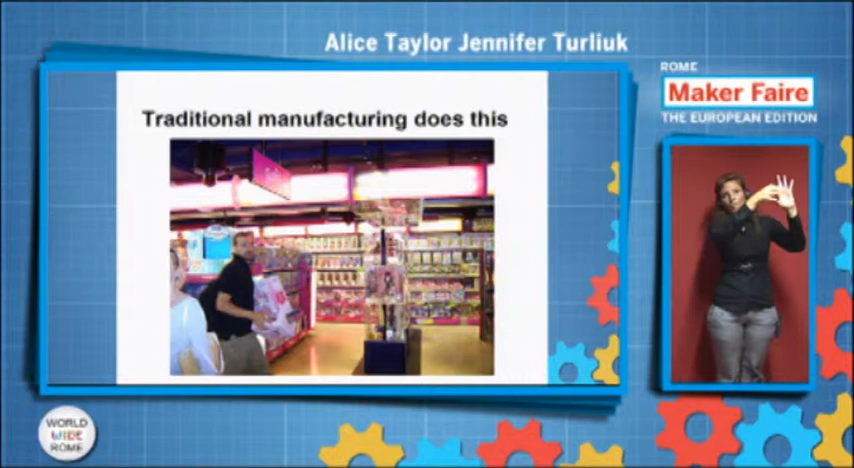 Alice Taylor Jennifer Turliuk
ROME
Maker Faire
THE EUROPEAN EDITION
Traditional manufacturing does this
WORLD
WIDE
ROME